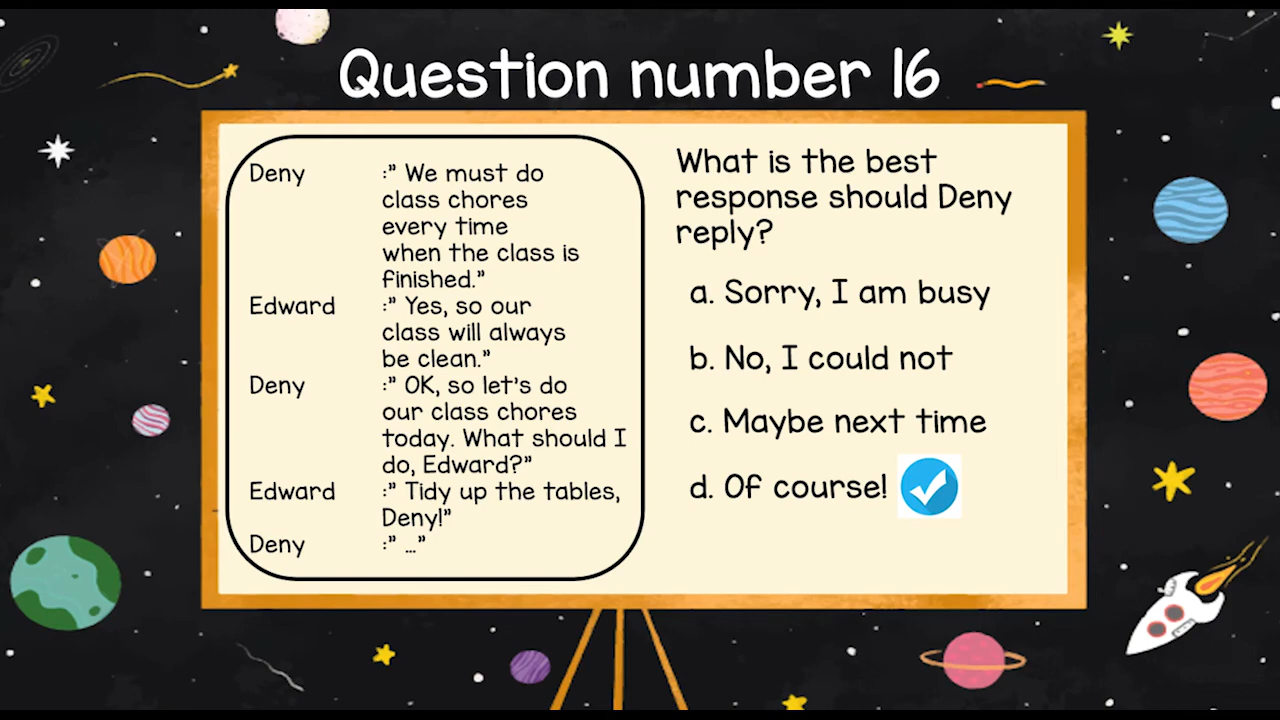 Question number 16
Deny :” We must do
class chores
every time
when the class is
finished.”
Edward :” Yes, so our
class will always
be clean.”
Deny :” OK, so let's do
our class chores
today. What should I
do, Edward?”
Edward :” Tidy up the tables,
Deny!”
Deny :” ...”
What is the best
response should Deny
reply?
a. Sorry, I am busy
b. No, I could not
c. Maybe next time
d. Of course!